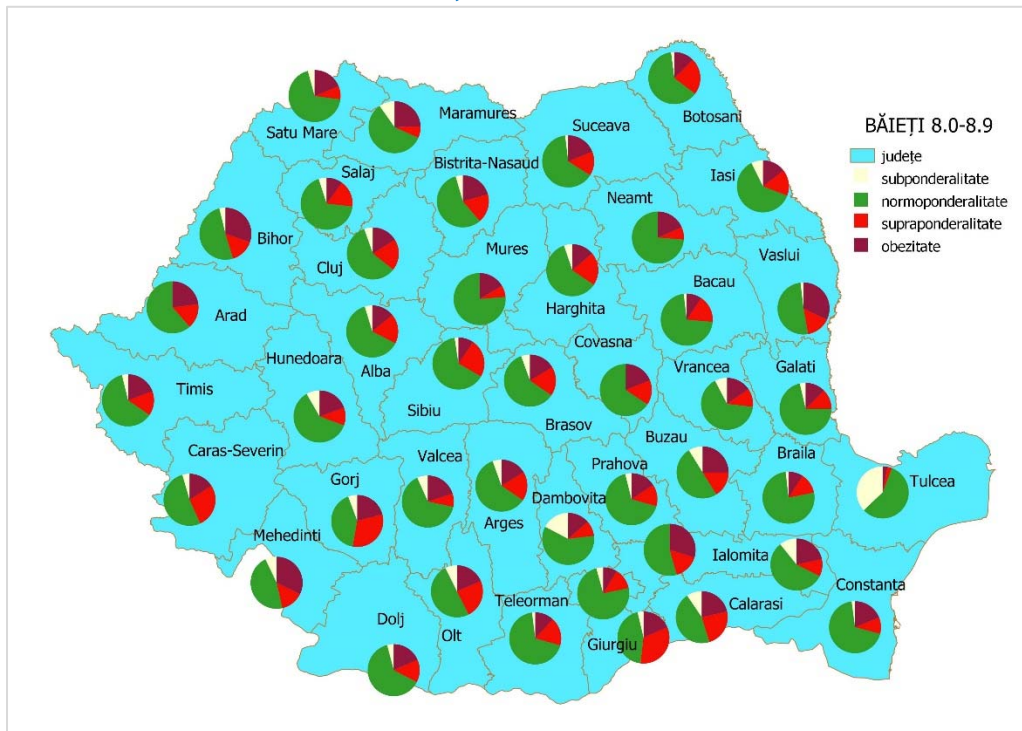 Botosani
Maramures
Satu Mare
Suceava
BĂIEȚI 8.0-8.9
județe
subponderalitate
normoponderalitate
supraponderalitate
obezitate
Bistrita-Nasaud
Salaj
Iasi
Neamt
Bihor
Mures
Cluj
Vaslui
Bacau
Harghita
Arad
Covasna
Hunedoara
Alba
Vrancea
Galati
Timis
Sibiu
Brasov
Buzau
Caras-Severin
Valcea
Prahova
Braila
Gorj
Tulcea
Dambovita
Arges
Mehedinti
Ialomita
Constanta
Teleorman
Calarasi
Dolj
Olt
Giurgiu